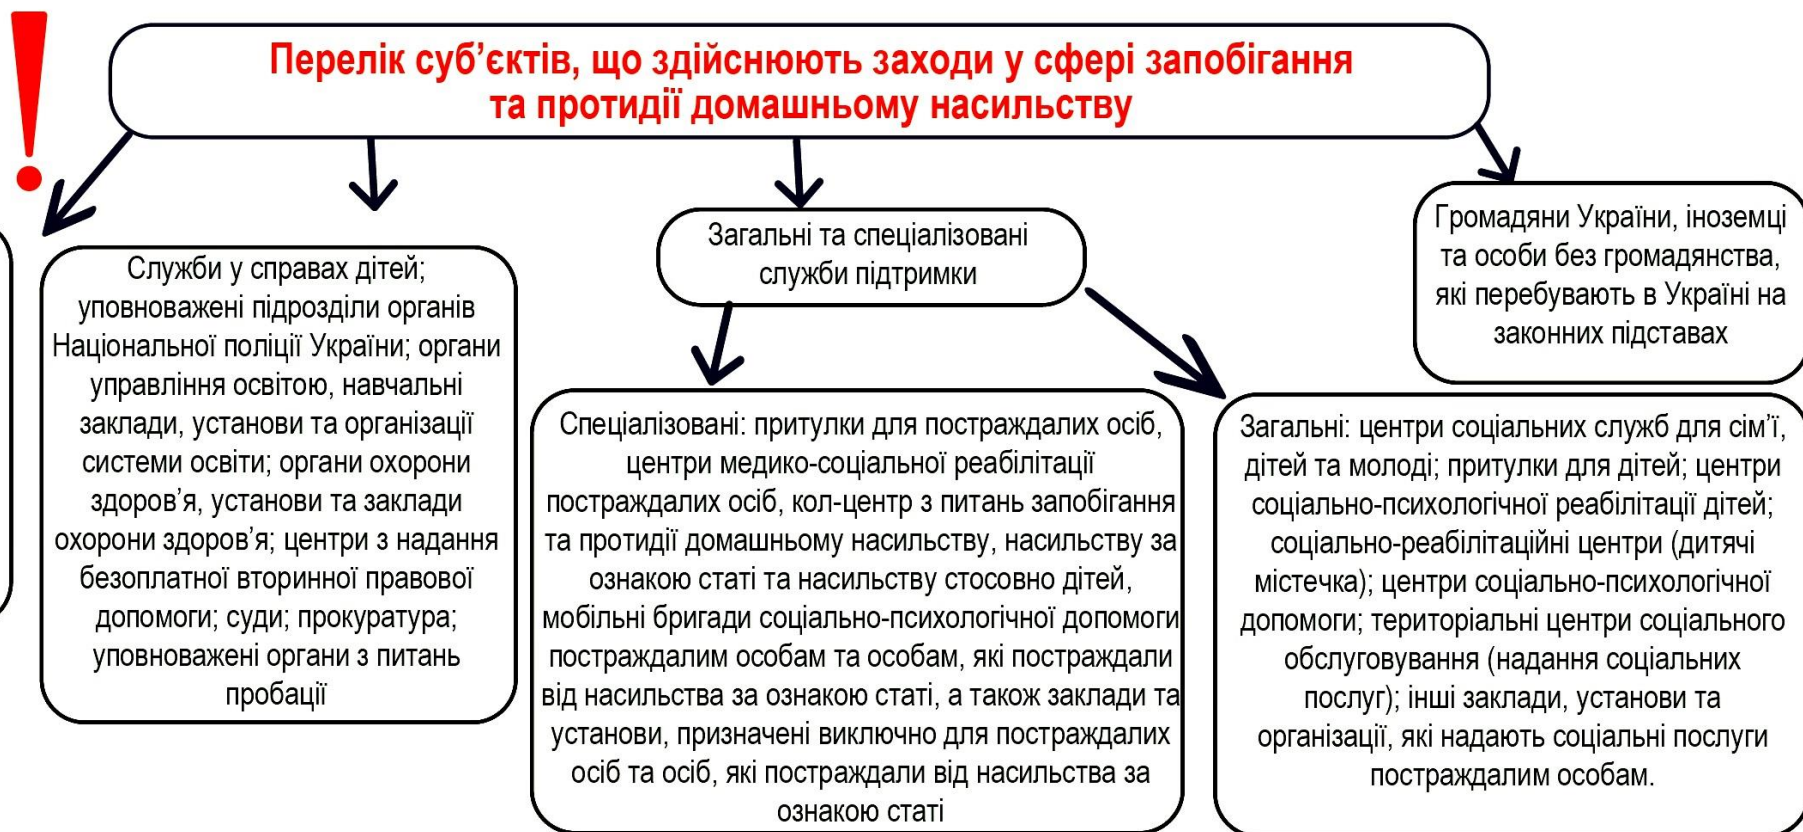 Перелік суб’єктів, що здійснюють заходи у сфері запобігання
та протидії домашньому насильству
Служби у справах дітей;
уповноважені підрозділи органів
Національної поліції України; органи
управління освітою, навчальні
заклади, установи та організації
системи освіти; органи охорони
здоров’я, установи та заклади
охорони здоров’я; центри з надання
безоплатної вторинної правової
допомоги; суди; прокуратура;
уповноважені органи з питань
пробації
Загальні та спеціалізовані
служби підтримки
Громадяни України, іноземці
та особи без громадянства,
які перебувають в Україні на
законних підставах
Спеціалізовані: притулки для постраждалих осіб,
центри медико-соціальної реабілітації
постраждалих осіб, кол-центр з питань запобігання
та протидії домашньому насильству, насильству за
ознакою статі та насильству стосовно дітей,
мобільні бригади соціально-психологічної допомоги
постраждалим особам та особам, які постраждали
від насильства за ознакою статі, а також заклади та
установи, призначені виключно для постраждалих
осіб та осіб, які постраждали від насильства за
ознакою статі
Загальні: центри соціальних служб для сім’ї,
дітей та молоді; притулки для дітей; центри
соціально-психологічної реабілітації дітей;
соціально-реабілітаційні центри (дитячі
містечка); центри соціально-психологічної
допомоги; територіальні центри соціального
обслуговування (надання соціальних
послуг); інші заклади, установи та
організації, які надають соціальні послуги
постраждалим особам.